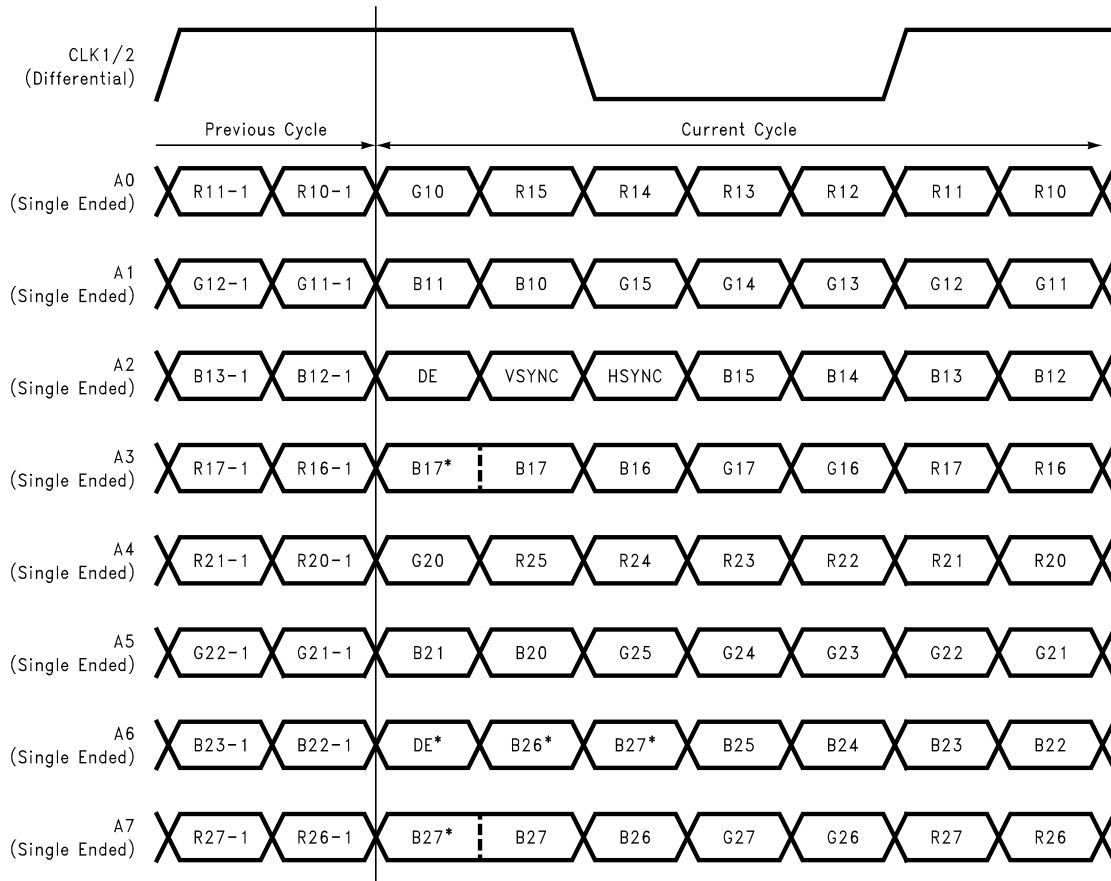 CLK1/2
(Differential)
Previous Cycle Current Cycle
A0
(Single Ended)
R11-1 R10-1 G10 R15 R14 R13 R12 R11 R10
A1
(Single Ended)
G12-1 G11-1 B11 B10 G15 G14 G13 G12 G11
A2
(Single Ended)
B13-1 B12-1 DE VSYNC HSYNC B15 B14 B13 B12
A3
(Single Ended)
R17-1 R16-1 B17* B17 B16 G17 G16 R17 R16
A4
(Single Ended)
R21-1 R20-1 G20 R25 R24 R23 R22 R21 R20
A5
(Single Ended)
G22-1 G21-1 B21 B20 G25 G24 G23 G22 G21
A6
(Single Ended)
B23-1 B22-1 DE* B26* B27* B25 B24 B23 B22
A7
(Single Ended)
R27-1 R26-1 B27* B27 B26 G27 G26 R27 R26